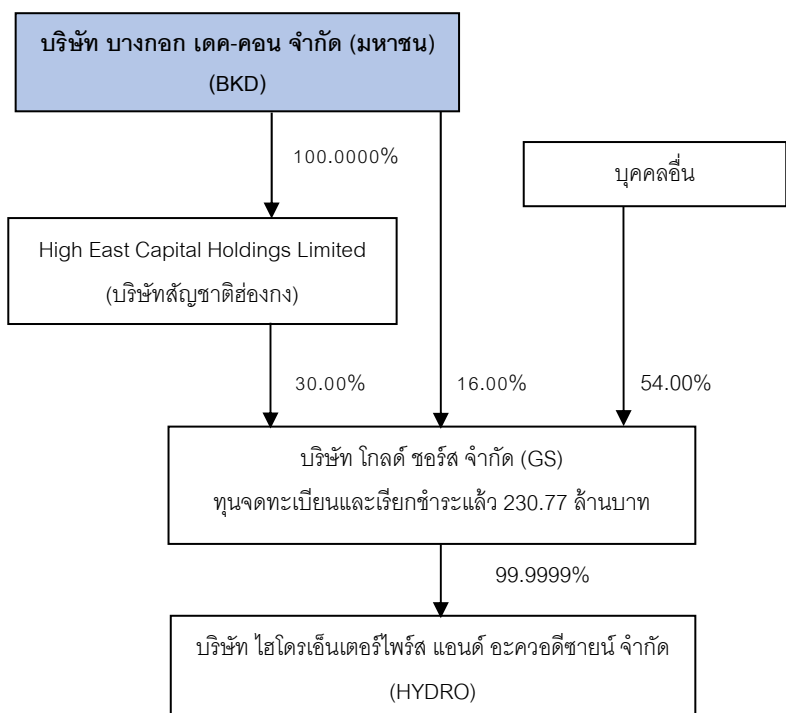 บริษัท บางกอก เดค-คอน จำกัด (มหาชน)
(BKD)
100.0000%
บุคคลอื่น
High East Capital Holdings Limited
(บริษัทสัญชาติฮ่องกง)
30.00%
16.00%
54.00%
บริษัท โกลด์ ชอร์ส จำกัด (GS)
ทุนจดทะเบียนและเรียกชำระแล้ว 230.77 ล้านบาท
99.9999%
บริษัท ไฮโดรเอ็นเตอร์ไพร์ส แอนด์ อะควอดีซายน์ จำกัด
(HYDRO)